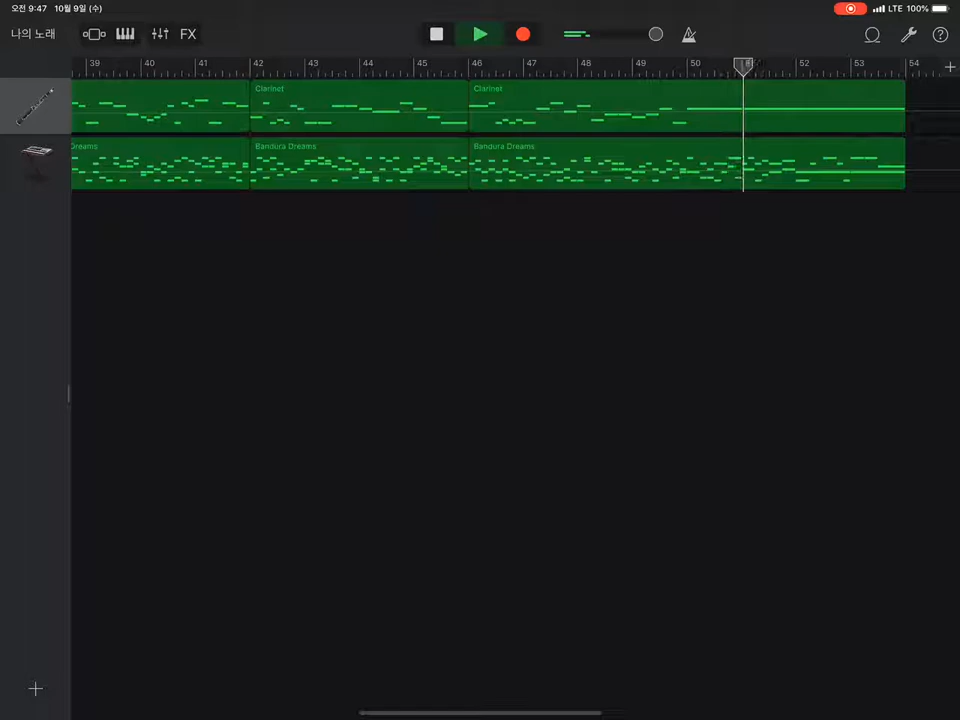 오전 9:47 10월 9일 (수)
LTE 100%
나의 노래
FX
39 40 41 42 43 44 45 46 47 48 49 50 52 53 54
Clarinet
Clarinet
Dreams
Bandura Dreams
Bandura Dreams